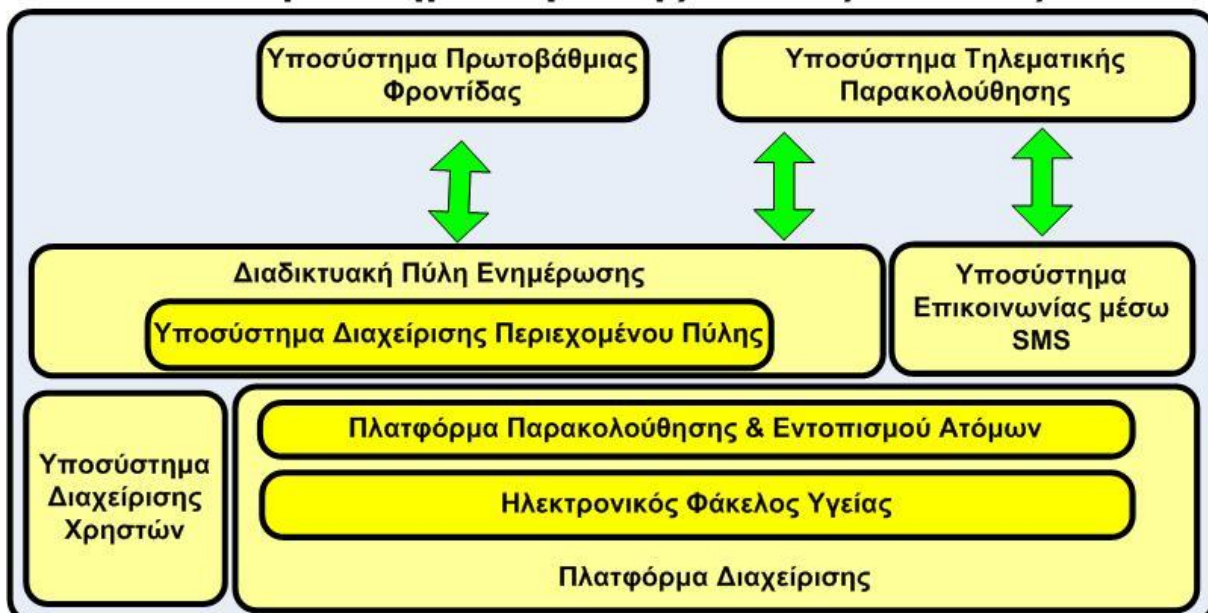 Υποσύστημα Πρωτοβάθμιας
Φροντίδας
Υποσύστημα Τηλεματικής
Παρακολούθησης
Διαδικτυακή Πύλη Ενημέρωσης
Υποσύστημα Διαχείρισης Περιεχομένου Πύλης
Υποσύστημα
Επικοινωνίας μέσω
SMS
Υποσύστημα
Διαχείρισης
Χρηστών
Πλατφόρμα Παρακολούθησης & Εντοπισμού Ατόμων
Ηλεκτρονικός Φάκελος Υγείας
Πλατφόρμα Διαχείρισης